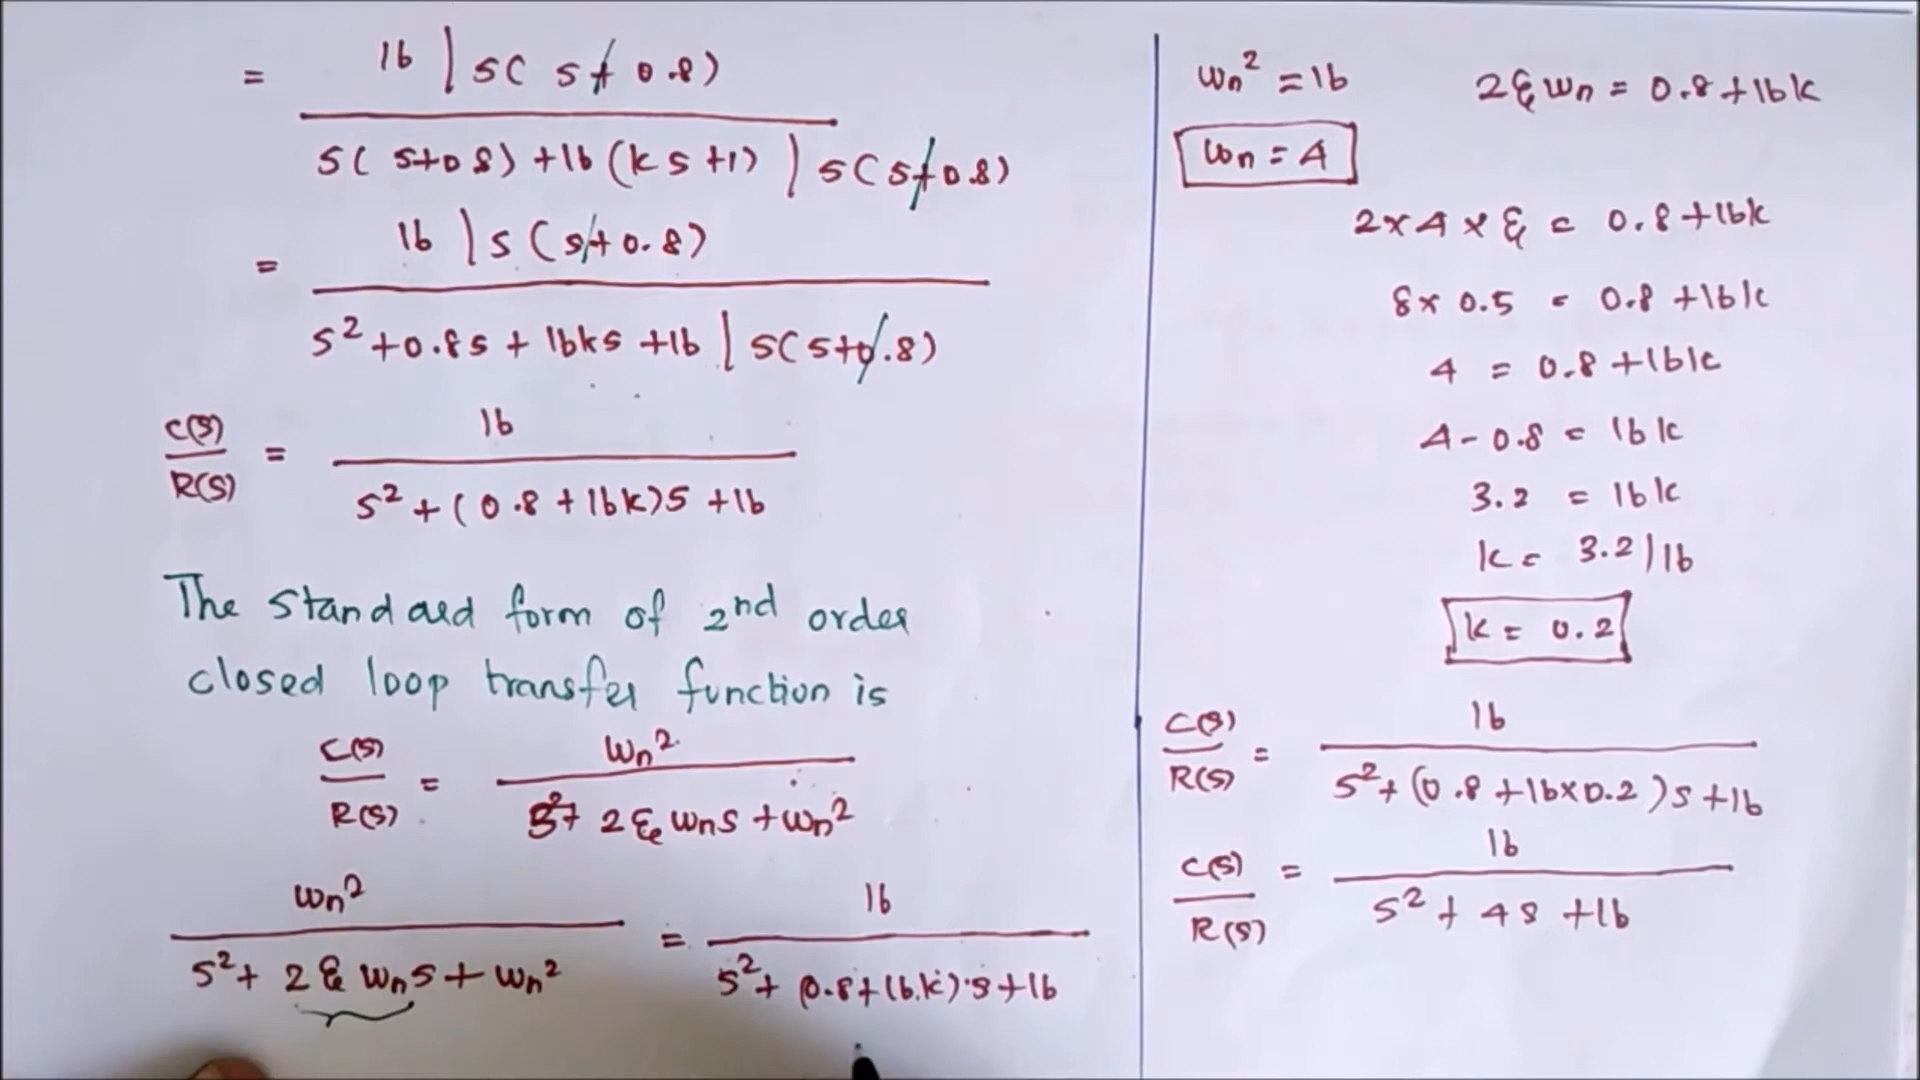 = 16 / s(s+0.8)
s(s+0.8) + 16(ks+1) / s(s+0.8)
= 16 / s(s+0.8)
s² + 0.8s + 16ks + 16 / s(s+0.8)
C(s)/R(s) = 16
s² + (0.8 + 16k)s + 16
The standard form of 2nd order
closed loop transfer function is
C(s)/R(s) = ωn²
s² + 2ξωns + ωn²
ωn² = 16
s² + 2ξωns + ωn² s² + (0.8+16.k).s + 16
ωn² = 16 2ξωn = 0.8 + 16k
ωn = 4
2 × 4 × ξ = 0.8 + 16k
8 × 0.5 = 0.8 + 16k
4 = 0.8 + 16k
4 - 0.8 = 16k
3.2 = 16k
k = 3.2 / 16
k = 0.2
C(s)/R(s) = 16
s² + (0.8 + 16×0.2)s + 16
C(s)/R(s) = 16
s² + 4s + 16